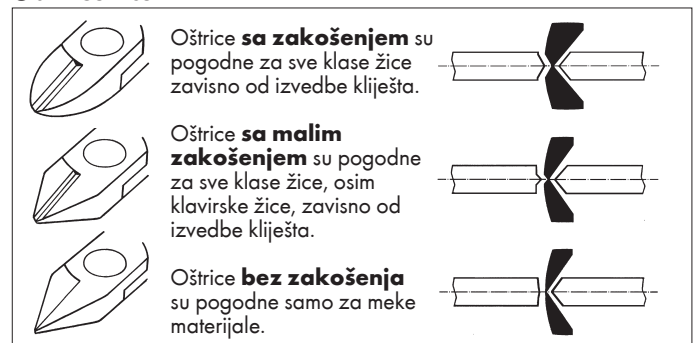 Oštrice sa zakošenjem su
pogodne za sve klase žice
zavisno od izvedbe kliješta.
Oštrice sa malim
zakošenjem su pogodne
za sve klase žice, osim
klavirske žice, zavisno od
izvedbe kliješta.
Oštrice bez zakošenja
su pogodne samo za meke
materijale.